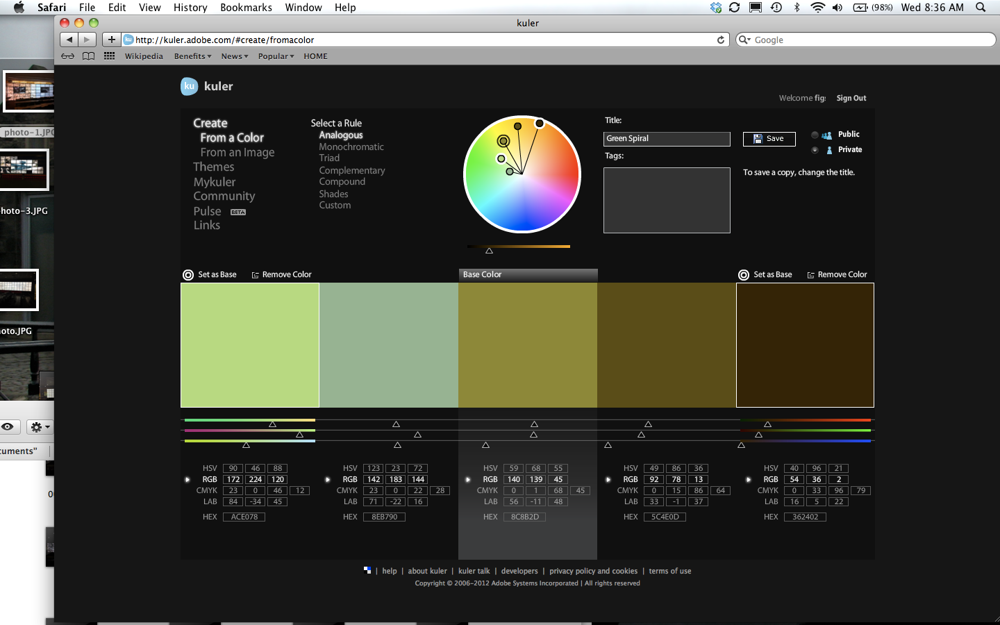 Safari File Edit View History Bookmarks Window Help (98%) Wed 8:36 AM
kuler
ku http://kuler.adobe.com/#create/fromacolor Google
Wikipedia Benefits News Popular HOME
ku kuler
Welcome fig: Sign Out
Create
From a Color
From an Image
Themes
Mykuler
Community
Pulse BETA
Links
Select a Rule
Analogous
Monochromatic
Triad
Complementary
Compound
Shades
Custom
Title:
Green Spiral
Tags:
Save
Public
Private
To save a copy, change the title.
Set as Base Remove Color Base Color Set as Base Remove Color
HSV 90 46 88
RGB 172 224 120
CMYK 23 0 46 12
LAB 84 -34 45
HEX ACE078
HSV 123 23 72
RGB 142 183 144
CMYK 23 0 22 28
LAB 71 -22 16
HEX 8EB790
HSV 59 68 55
RGB 140 139 45
CMYK 0 1 68 45
LAB 56 -11 48
HEX 8C8B2D
HSV 49 86 36
RGB 92 78 13
CMYK 0 15 86 64
LAB 33 -1 37
HEX 5C4E0D
HSV 40 96 21
RGB 54 36 2
CMYK 0 33 96 79
LAB 16 5 22
HEX 362402
| help | about kuler | kuler talk | developers | privacy policy and cookies | terms of use
Copyright © 2006-2012 Adobe Systems Incorporated | All rights reserved
photo-1.JPG
hoto-3.JPG
oto.JPG
cuments"